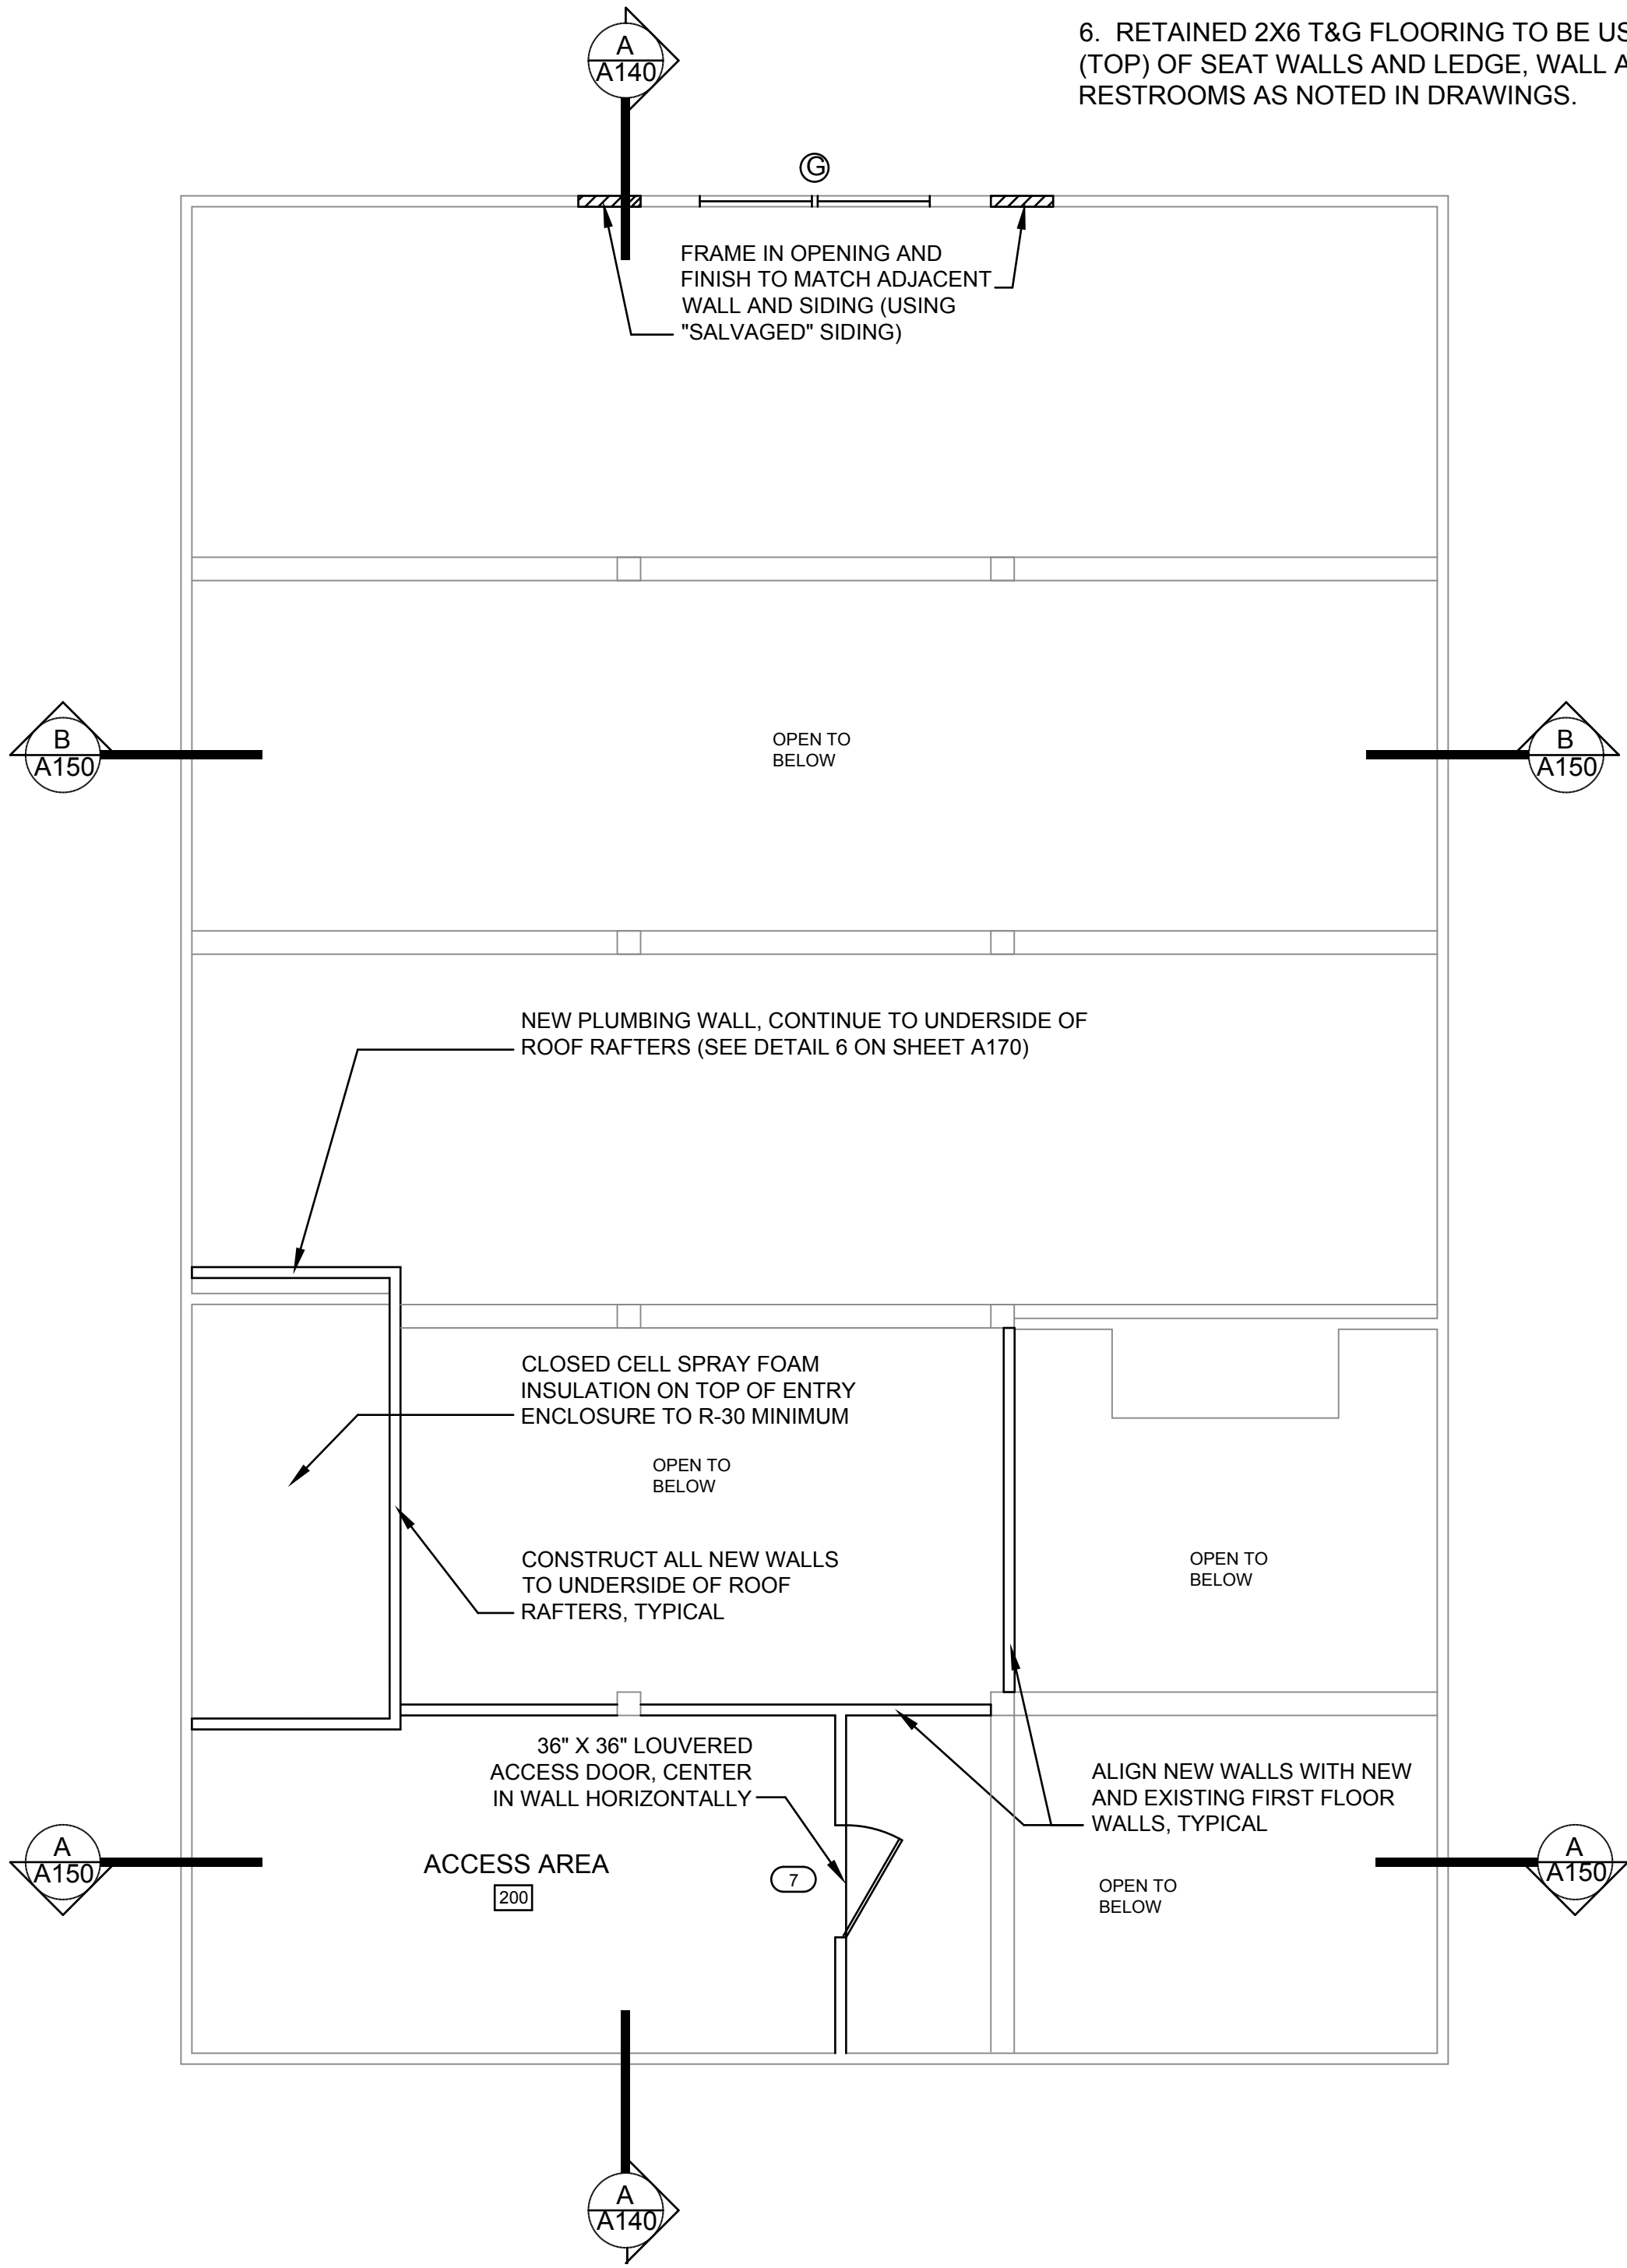 6. RETAINED 2X6 T&G FLOORING TO BE US
(TOP) OF SEAT WALLS AND LEDGE, WALL A
RESTROOMS AS NOTED IN DRAWINGS.
A
A140
G
FRAME IN OPENING AND
FINISH TO MATCH ADJACENT
WALL AND SIDING (USING
"SALVAGED" SIDING)
B
A150
OPEN TO
BELOW
B
A150
NEW PLUMBING WALL, CONTINUE TO UNDERSIDE OF
ROOF RAFTERS (SEE DETAIL 6 ON SHEET A170)
CLOSED CELL SPRAY FOAM
INSULATION ON TOP OF ENTRY
ENCLOSURE TO R-30 MINIMUM
OPEN TO
BELOW
CONSTRUCT ALL NEW WALLS
TO UNDERSIDE OF ROOF
RAFTERS, TYPICAL
OPEN TO
BELOW
36" X 36" LOUVERED
ACCESS DOOR, CENTER
IN WALL HORIZONTALLY
ALIGN NEW WALLS WITH NEW
AND EXISTING FIRST FLOOR
WALLS, TYPICAL
A
A150
ACCESS AREA
200
7
OPEN TO
BELOW
A
A150
A
A140